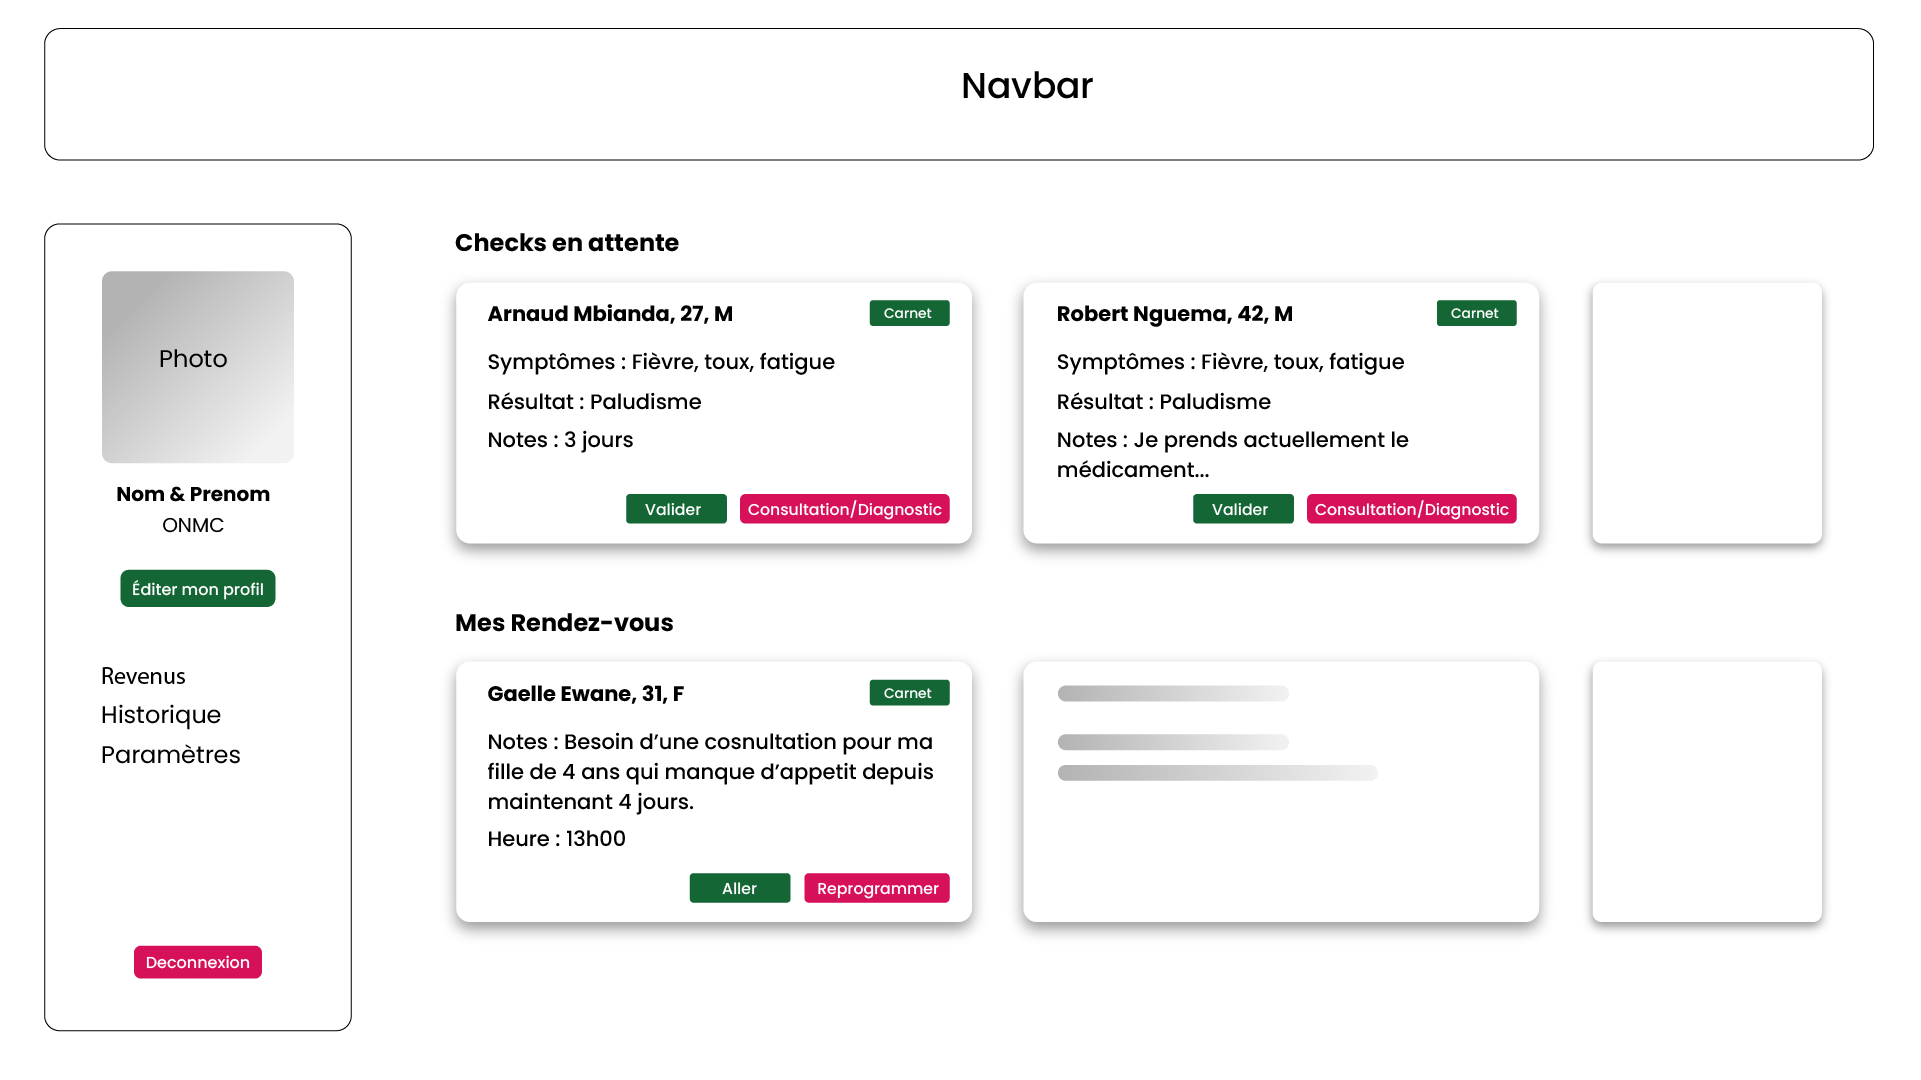 Navbar
Photo
Nom & Prenom
ONMC
Éditer mon profil
Revenus
Historique
Paramètres
Deconnexion
Checks en attente
Arnaud Mbianda, 27, M
Carnet
Symptômes : Fièvre, toux, fatigue
Résultat : Paludisme
Notes : 3 jours
Valider
Consultation/Diagnostic
Robert Nguema, 42, M
Carnet
Symptômes : Fièvre, toux, fatigue
Résultat : Paludisme
Notes : Je prends actuellement le
médicament...
Valider
Consultation/Diagnostic
Mes Rendez-vous
Gaelle Ewane, 31, F
Carnet
Notes : Besoin d’une cosnultation pour ma
fille de 4 ans qui manque d’appetit depuis
maintenant 4 jours.
Heure : 13h00
Aller
Reprogrammer